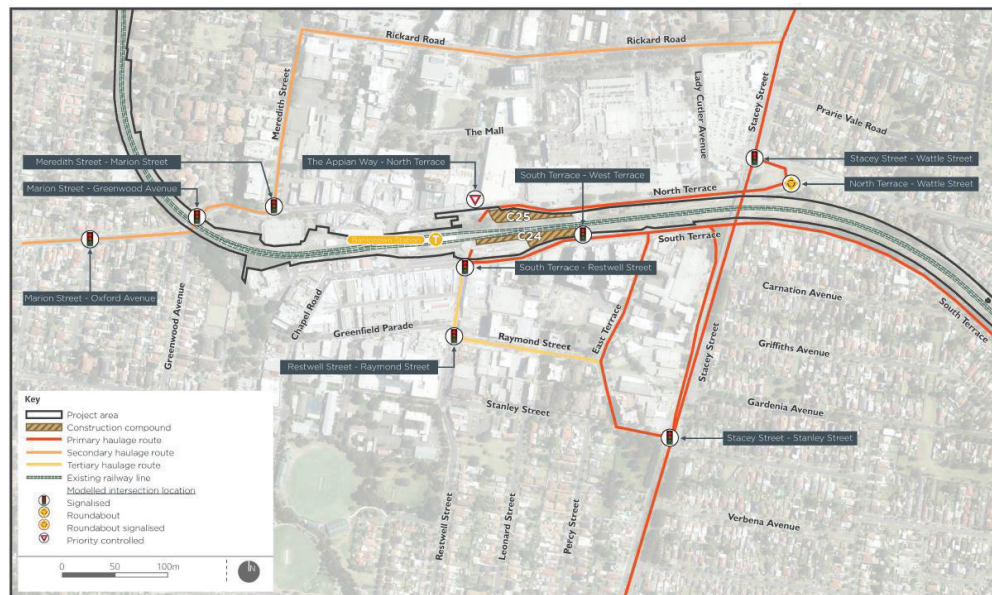 Rickard Road
Rickard Road
Meredith Street
Stacey Street
Lady Cutler Avenue
Prarie Vale Road
The Mall
Meredith Street - Marion Street
The Appian Way - North Terrace
Stacey Street - Wattle Street
Marion Street - Greenwood Avenue
South Terrace - West Terrace
North Terrace - Wattle Street
North Terrace
C25
C24
T
South Terrace
South Terrace - Restwell Street
Marion Street - Oxford Avenue
Carnation Avenue
South Terrace
Greenwood Avenue
Chapel Road
Greenfield Parade
Raymond Street
East Terrace
Stacey Street
Griffiths Avenue
Restwell Street - Raymond Street
Stanley Street
Gardenia Avenue
Stacey Street - Stanley Street
Restwell Street
Leonard Street
Percy Street
Verbena Avenue
Key
Project area
Construction compound
Primary haulage route
Secondary haulage route
Tertiary haulage route
Existing railway line
Modelled intersection location
Signalised
Roundabout
Roundabout signalised
Priority controlled
0 50 100m
N